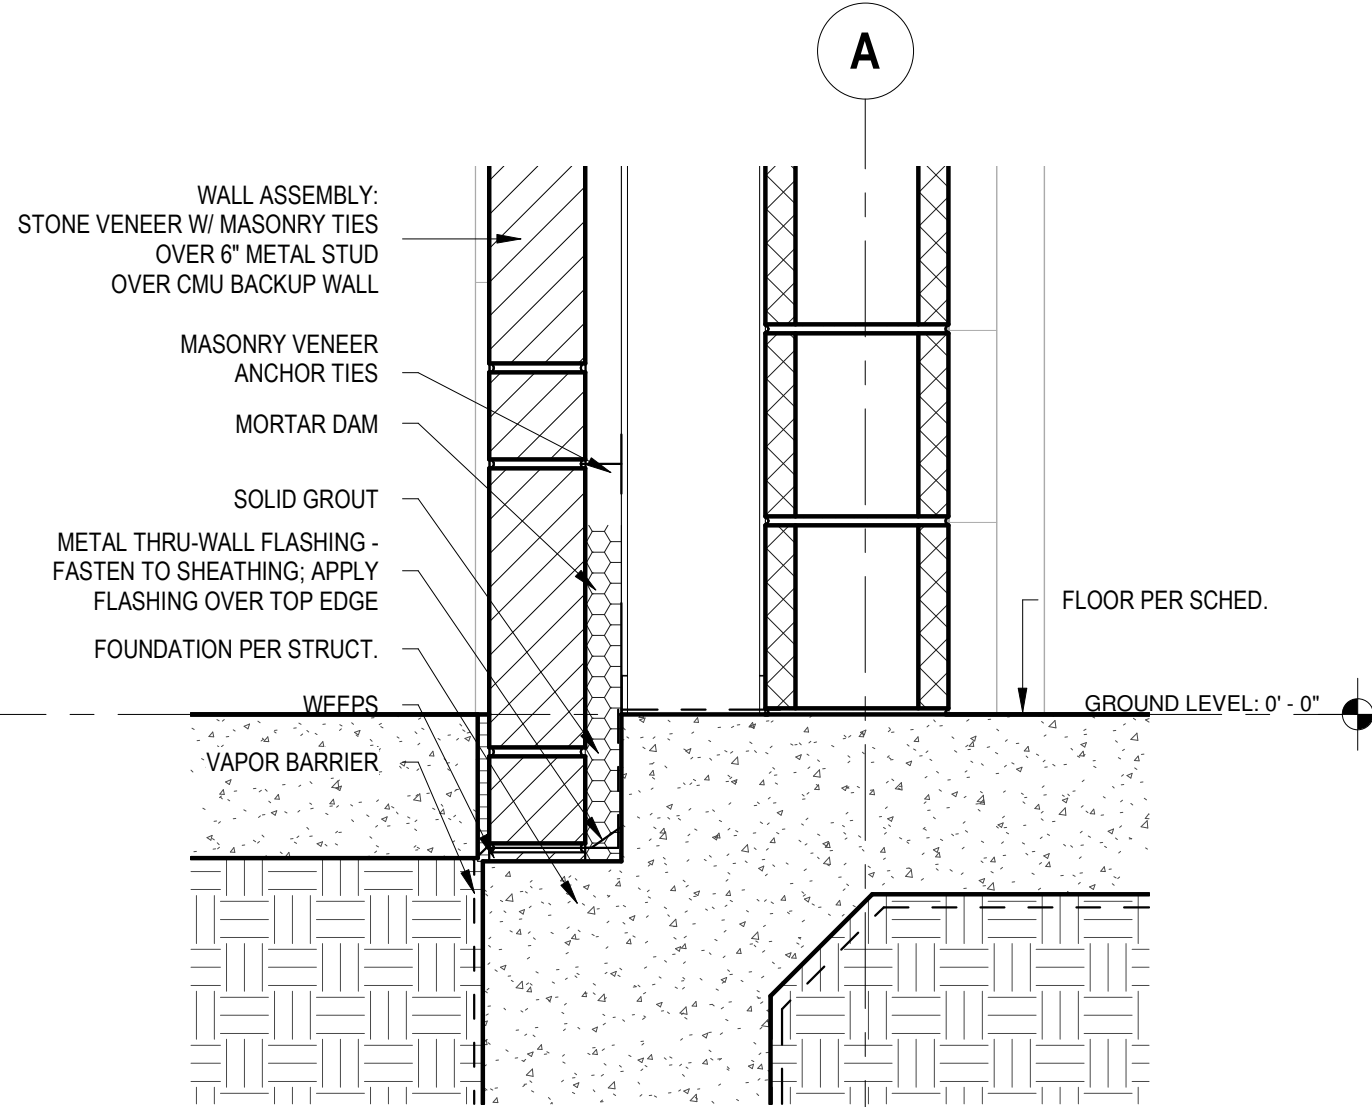 A
WALL ASSEMBLY:
STONE VENEER W/ MASONRY TIES
OVER 6" METAL STUD
OVER CMU BACKUP WALL
MASONRY VENEER
ANCHOR TIES
MORTAR DAM
SOLID GROUT
METAL THRU-WALL FLASHING -
FASTEN TO SHEATHING; APPLY
FLASHING OVER TOP EDGE
FOUNDATION PER STRUCT.
WEEPS
VAPOR BARRIER
FLOOR PER SCHED.
GROUND LEVEL: 0' - 0"